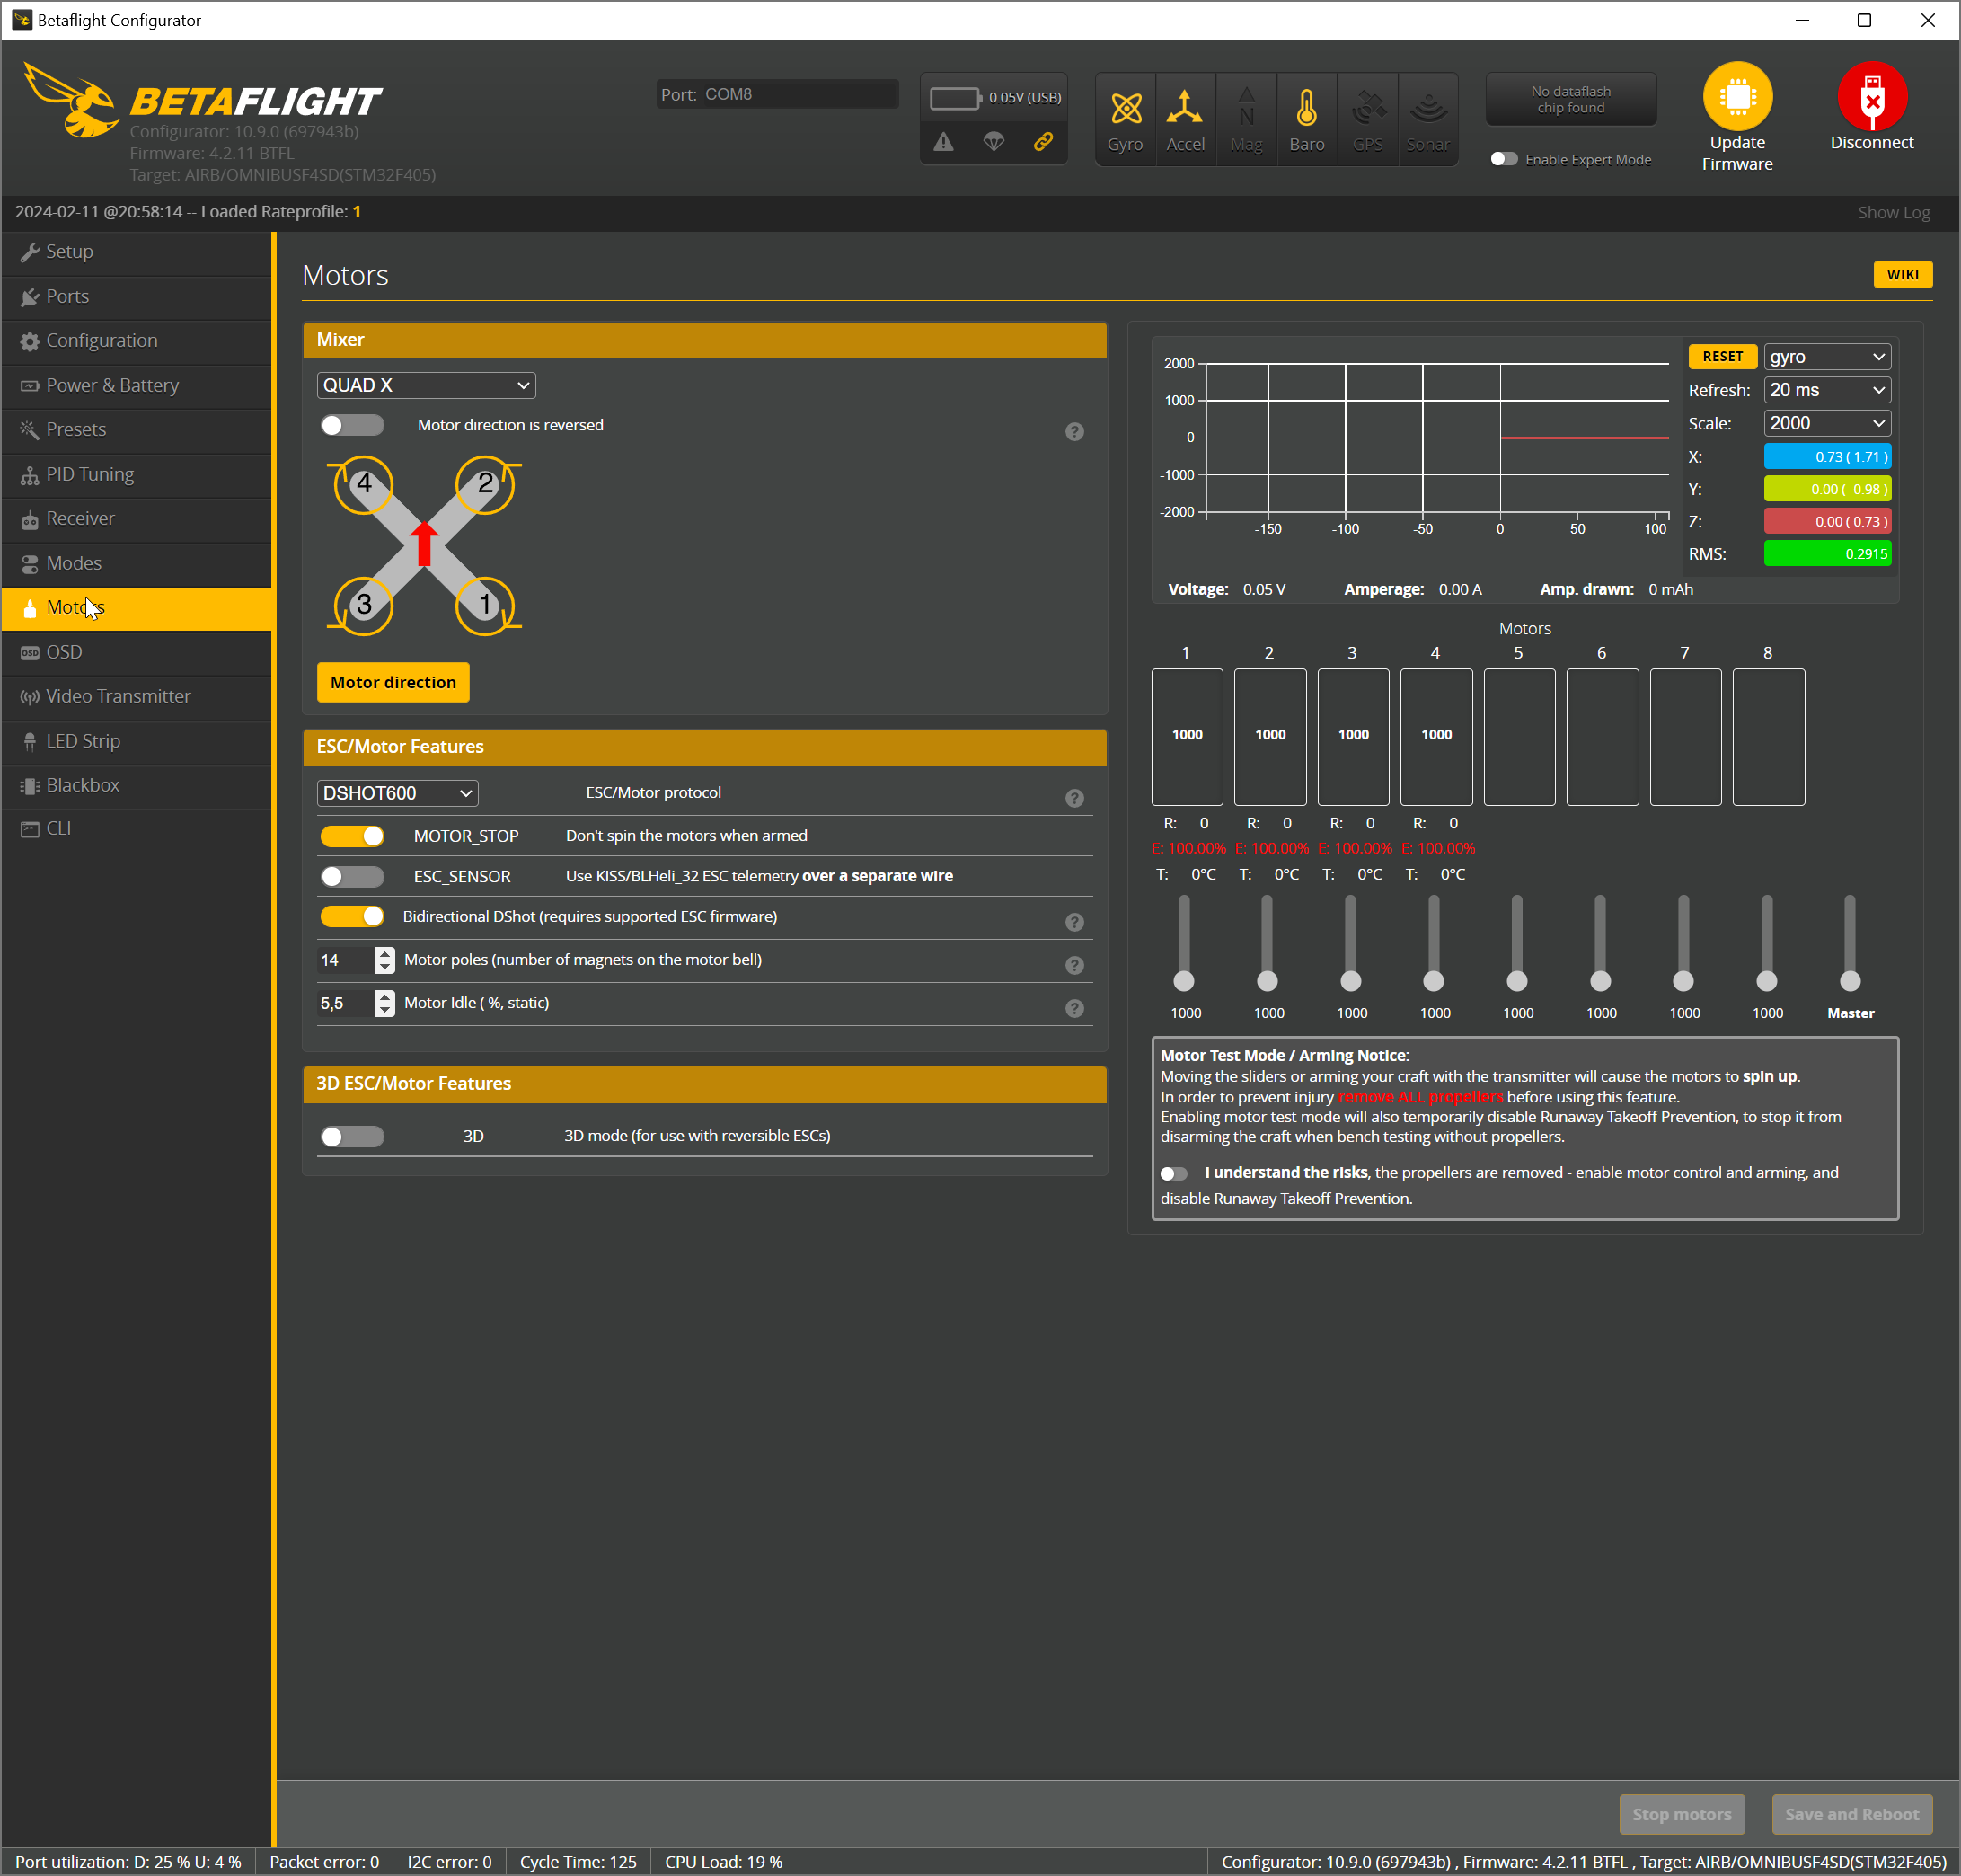 Betaflight Configurator
BETAFLIGHT
Configurator: 10.9.0 (697943b)
Firmware: 4.2.11 BTFL
Target: AIRB/OMNIBUSF4SD(STM32F405)
Port: COM8
0.05V (USB)
Gyro Accel Mag Baro GPS Sonar
No dataflash
chip found
Enable Expert Mode
Update
Firmware
Disconnect
2024-02-11 @20:58:14 -- Loaded Rateprofile: 1
Show Log
Setup
Ports
Configuration
Power & Battery
Presets
PID Tuning
Receiver
Modes
Motors
OSD
Video Transmitter
LED Strip
Blackbox
CLI
Motors
WIKI
Mixer
QUAD X
Motor direction is reversed
?
4 2
3 1
Motor direction
ESC/Motor Features
DSHOT600 ESC/Motor protocol ?
MOTOR_STOP Don't spin the motors when armed
ESC_SENSOR Use KISS/BLHeli_32 ESC telemetry over a separate wire
Bidirectional DShot (requires supported ESC firmware) ?
14 Motor poles (number of magnets on the motor bell) ?
5,5 Motor Idle ( %, static) ?
3D ESC/Motor Features
3D 3D mode (for use with reversible ESCs)
2000
1000
0
-1000
-2000
-150 -100 -50 0 50 100
RESET gyro
Refresh: 20 ms
Scale: 2000
X: 0.73 ( 1.71 )
Y: 0.00 ( -0.98 )
Z: 0.00 ( 0.73 )
RMS: 0.2915
Voltage: 0.05 V Amperage: 0.00 A Amp. drawn: 0 mAh
Motors
1 2 3 4 5 6 7 8
1000 1000 1000 1000
R: 0 R: 0 R: 0 R: 0
E: 100.00% E: 100.00% E: 100.00% E: 100.00%
T: 0°C T: 0°C T: 0°C T: 0°C
1000 1000 1000 1000 1000 1000 1000 1000 Master
Motor Test Mode / Arming Notice:
Moving the sliders or arming your craft with the transmitter will cause the motors to spin up.
In order to prevent injury remove ALL propellers before using this feature.
Enabling motor test mode will also temporarily disable Runaway Takeoff Prevention, to stop it from
disarming the craft when bench testing without propellers.
I understand the risks, the propellers are removed - enable motor control and arming, and
disable Runaway Takeoff Prevention.
Stop motors
Save and Reboot
Port utilization: D: 25 % U: 4 % Packet error: 0 I2C error: 0 Cycle Time: 125 CPU Load: 19 %
Configurator: 10.9.0 (697943b) , Firmware: 4.2.11 BTFL , Target: AIRB/OMNIBUSF4SD(STM32F405)